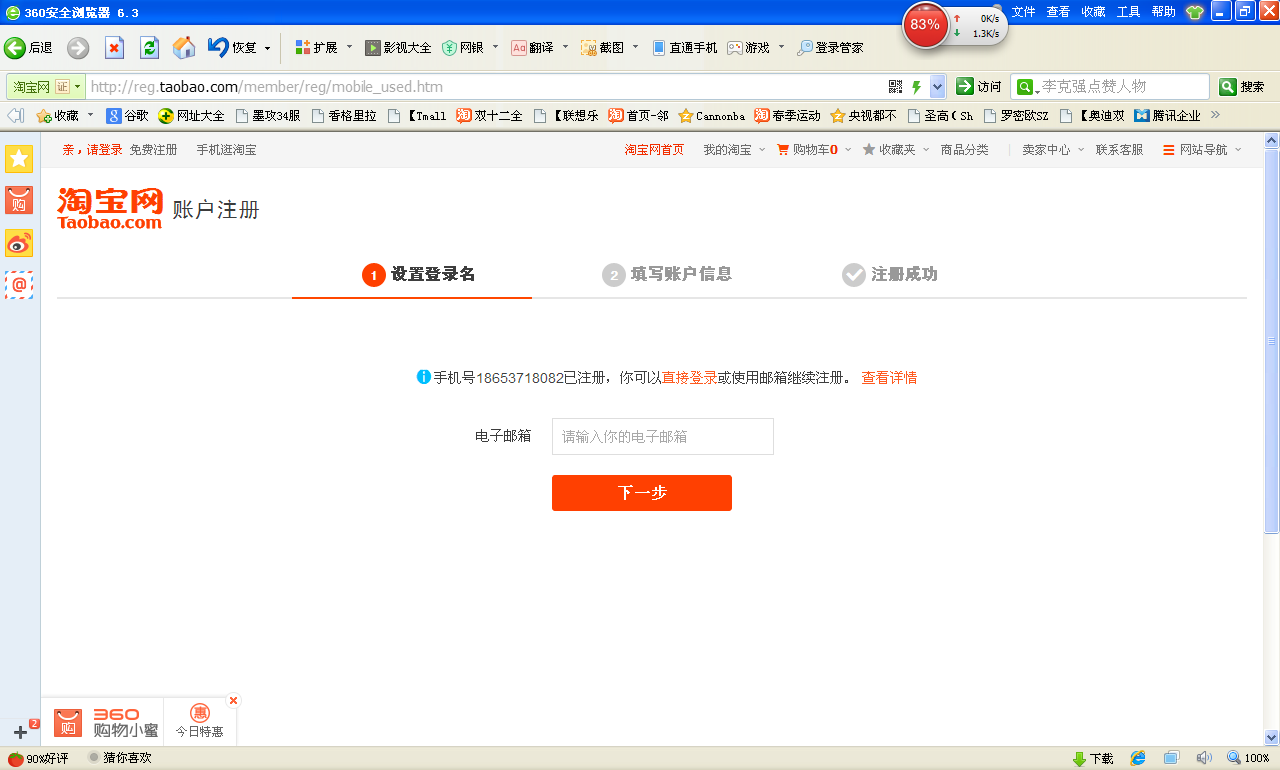 360安全浏览器 6.3
文件 查看 收藏 工具 帮助
83% 0K/s
1.3K/s
后退 恢复 扩展 影视大全 网银 翻译 截图 直通手机 游戏 登录管家
淘宝网 证 http://reg.taobao.com/member/reg/mobile_used.htm 访问 李克强点赞人物 搜索
收藏 谷歌 网址大全 墨攻34服 香格里拉 【Tmall 双十二全 【联想乐 首页-邻 Camonba 春季运动 央视都不 圣高(Sh 罗密欧SZ 【奥迪双 腾讯企业
亲，请登录 免费注册 手机逛淘宝 淘宝网首页 我的淘宝 购物车0 收藏夹 商品分类 卖家中心 联系客服 网站导航
淘宝网
Taobao.com
账户注册
1 设置登录名 2 填写账户信息 注册成功
手机号18653718082已注册，你可以直接登录或使用邮箱继续注册。 查看详情
电子邮箱 请输入你的电子邮箱
下一步
购 360 购物小蜜
惠 今日特惠
2
90%好评 猜你喜欢 下载 100%